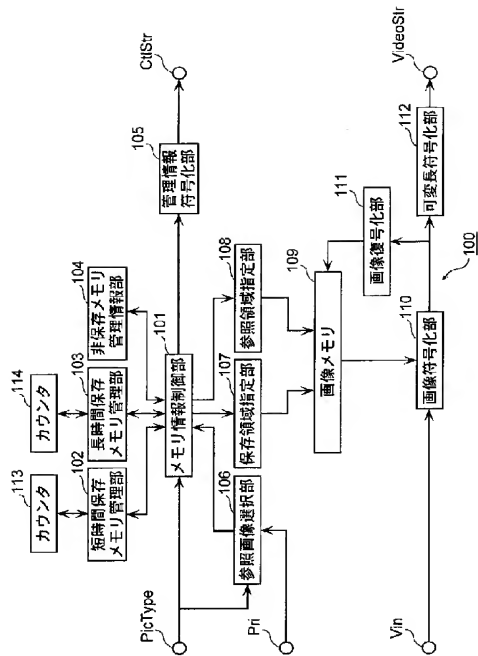 113
カウンタ
114
カウンタ
102
短時間保存
メモリ管理部
103
長時間保存
メモリ管理部
104
非保存メモリ
管理情報部
PicType
101
メモリ情報制御部
105
管理情報
符号化部
CtlStr
106
参照画像選択部
107
保存領域指定部
108
参照領域指定部
Pri
109
画像メモリ
111
画像復号化部
Vin
110
画像符号化部
112
可変長符号化部
VideoStr
100